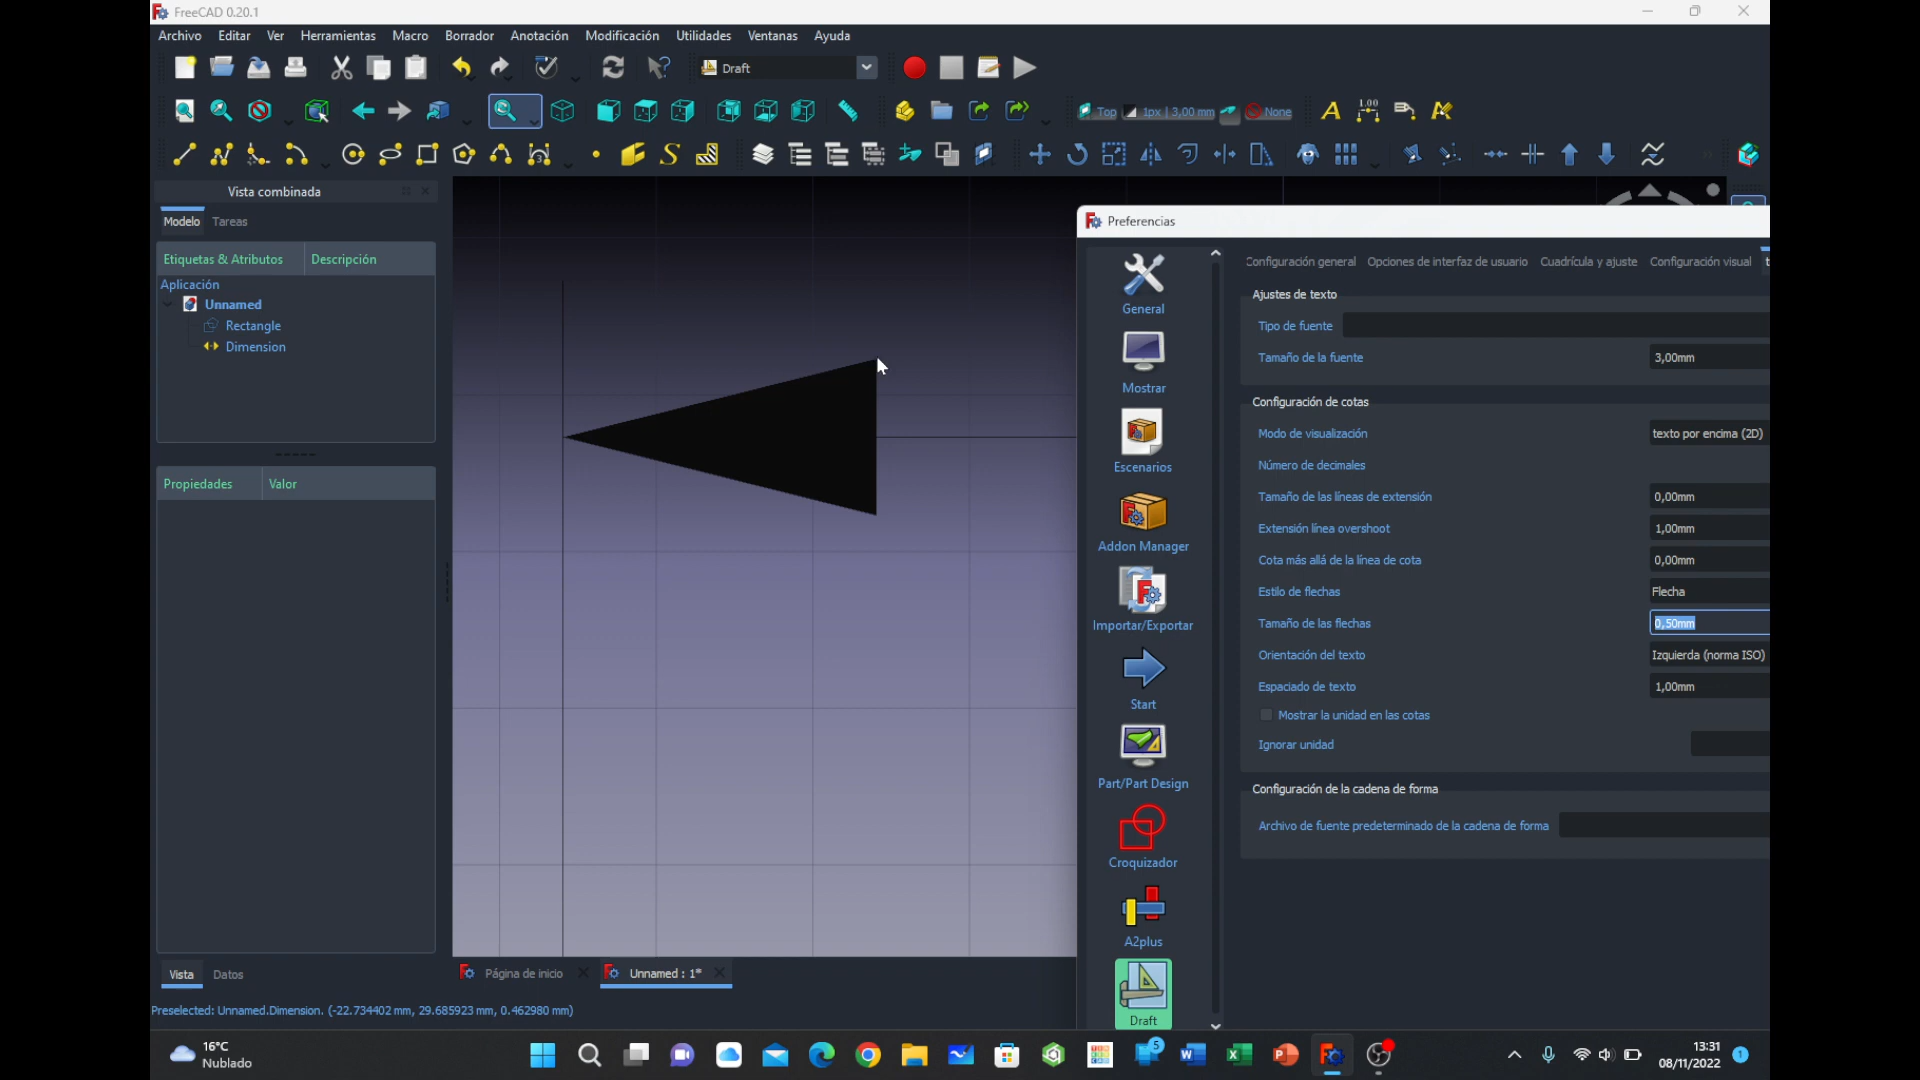 FreeCAD 0.20.1
Archivo Editar Ver Herramientas Macro Borrador Anotación Modificación Utilidades Ventanas Ayuda
Draft
Top 1px | 3,00 mm None 1.00
Vista combinada
Modelo Tareas
Etiquetas & Atributos Descripción
Aplicación
Unnamed
Rectangle
Dimension
Propiedades Valor
Vista Datos
Página de inicio Unnamed : 1*
Preselected: Unnamed.Dimension. (-22.734402 mm, 29.685923 mm, 0.462980 mm)
Preferencias
General
Mostrar
Escenarios
Addon Manager
Importar/Exportar
Start
Part/Part Design
Croquizador
A2plus
Draft
Configuración general Opciones de interfaz de usuario Cuadrícula y ajuste Configuración visual
Ajustes de texto
Tipo de fuente
Tamaño de la fuente 3,00mm
Configuración de cotas
Modo de visualización texto por encima (2D)
Número de decimales
Tamaño de las líneas de extensión 0,00mm
Extensión línea overshoot 1,00mm
Cota más allá de la línea de cota 0,00mm
Estilo de flechas Flecha
Tamaño de las flechas 0,50mm
Orientación del texto Izquierda (norma ISO)
Espaciado de texto 1,00mm
Mostrar la unidad en las cotas
Ignorar unidad
Configuración de la cadena de forma
Archivo de fuente predeterminado de la cadena de forma
16°C
Nublado
5
13:31
08/11/2022
1